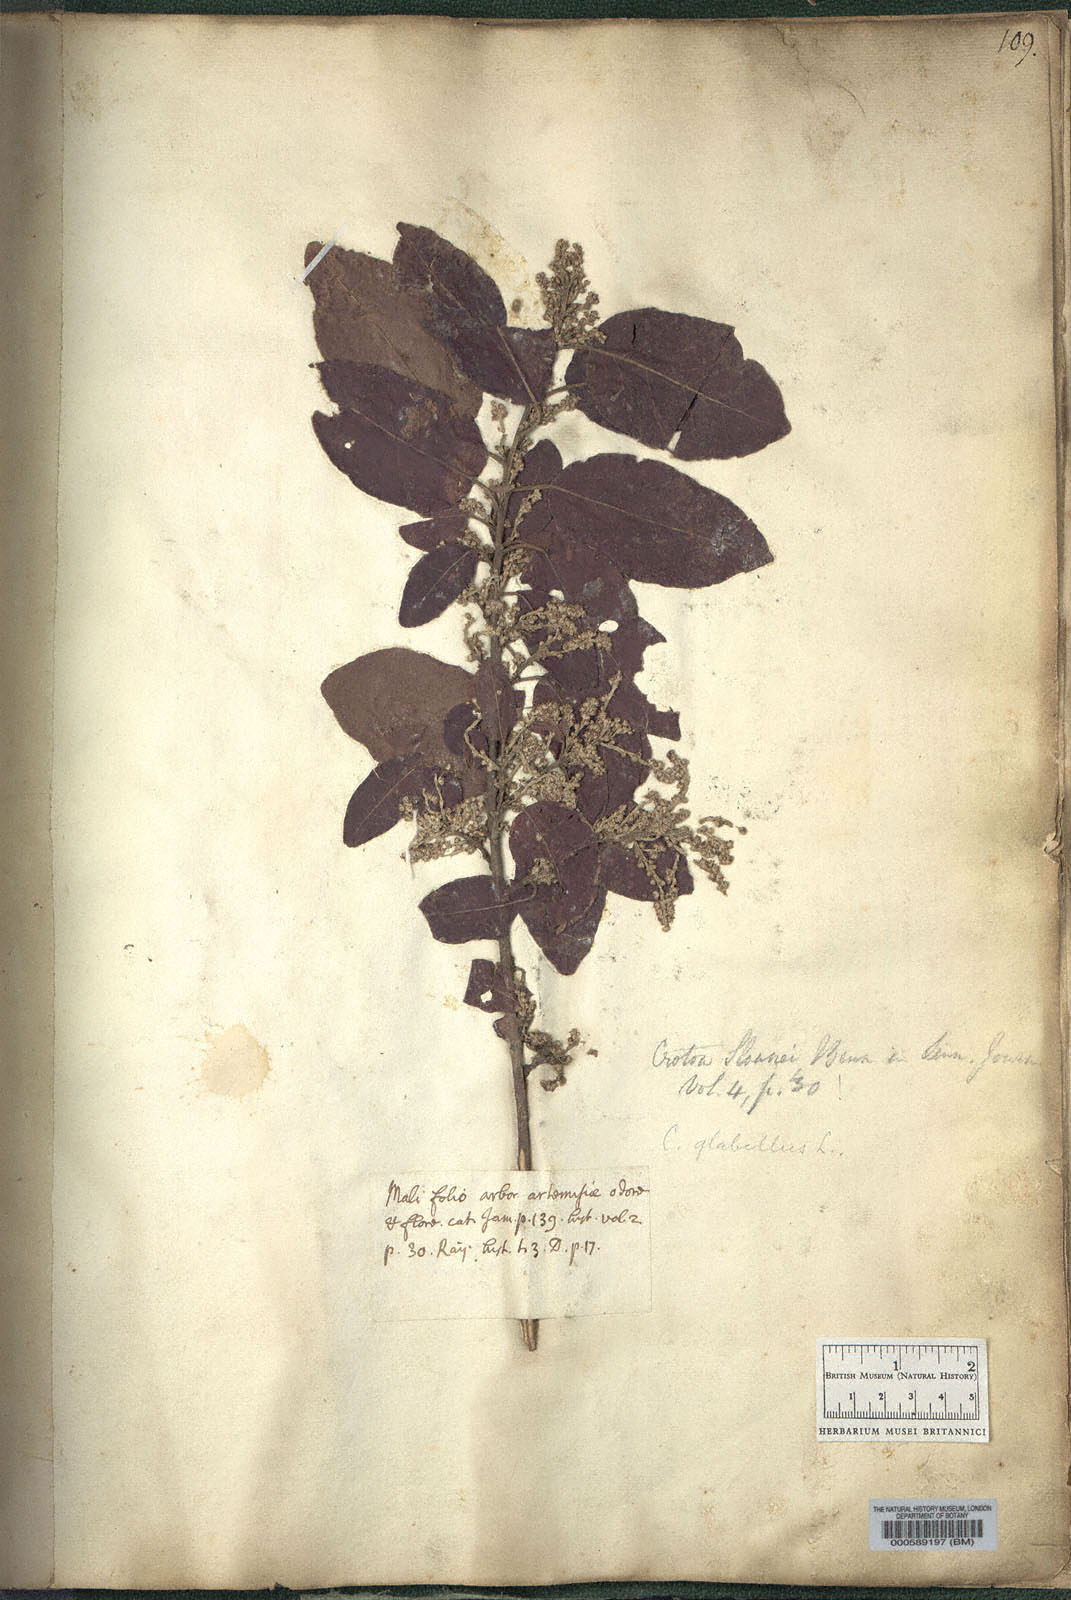 109.
Croton Sloanei Benn in Linn. Journ
Vol. 4, p. 30!
C. glabellus L.
Mali folio arbor artemisiæ odore
& flore. cat. Jam. p. 139. hist. vol. 2
p. 30. Raij. hist. t. 3. D. p. 17.
1 2
BRITISH MUSEUM (NATURAL HISTORY)
1 2 3 4 5
HERBARIUM MUSEI BRITANNICI
THE NATURAL HISTORY MUSEUM, LONDON
DEPARTMENT OF BOTANY
000589197 (BM)